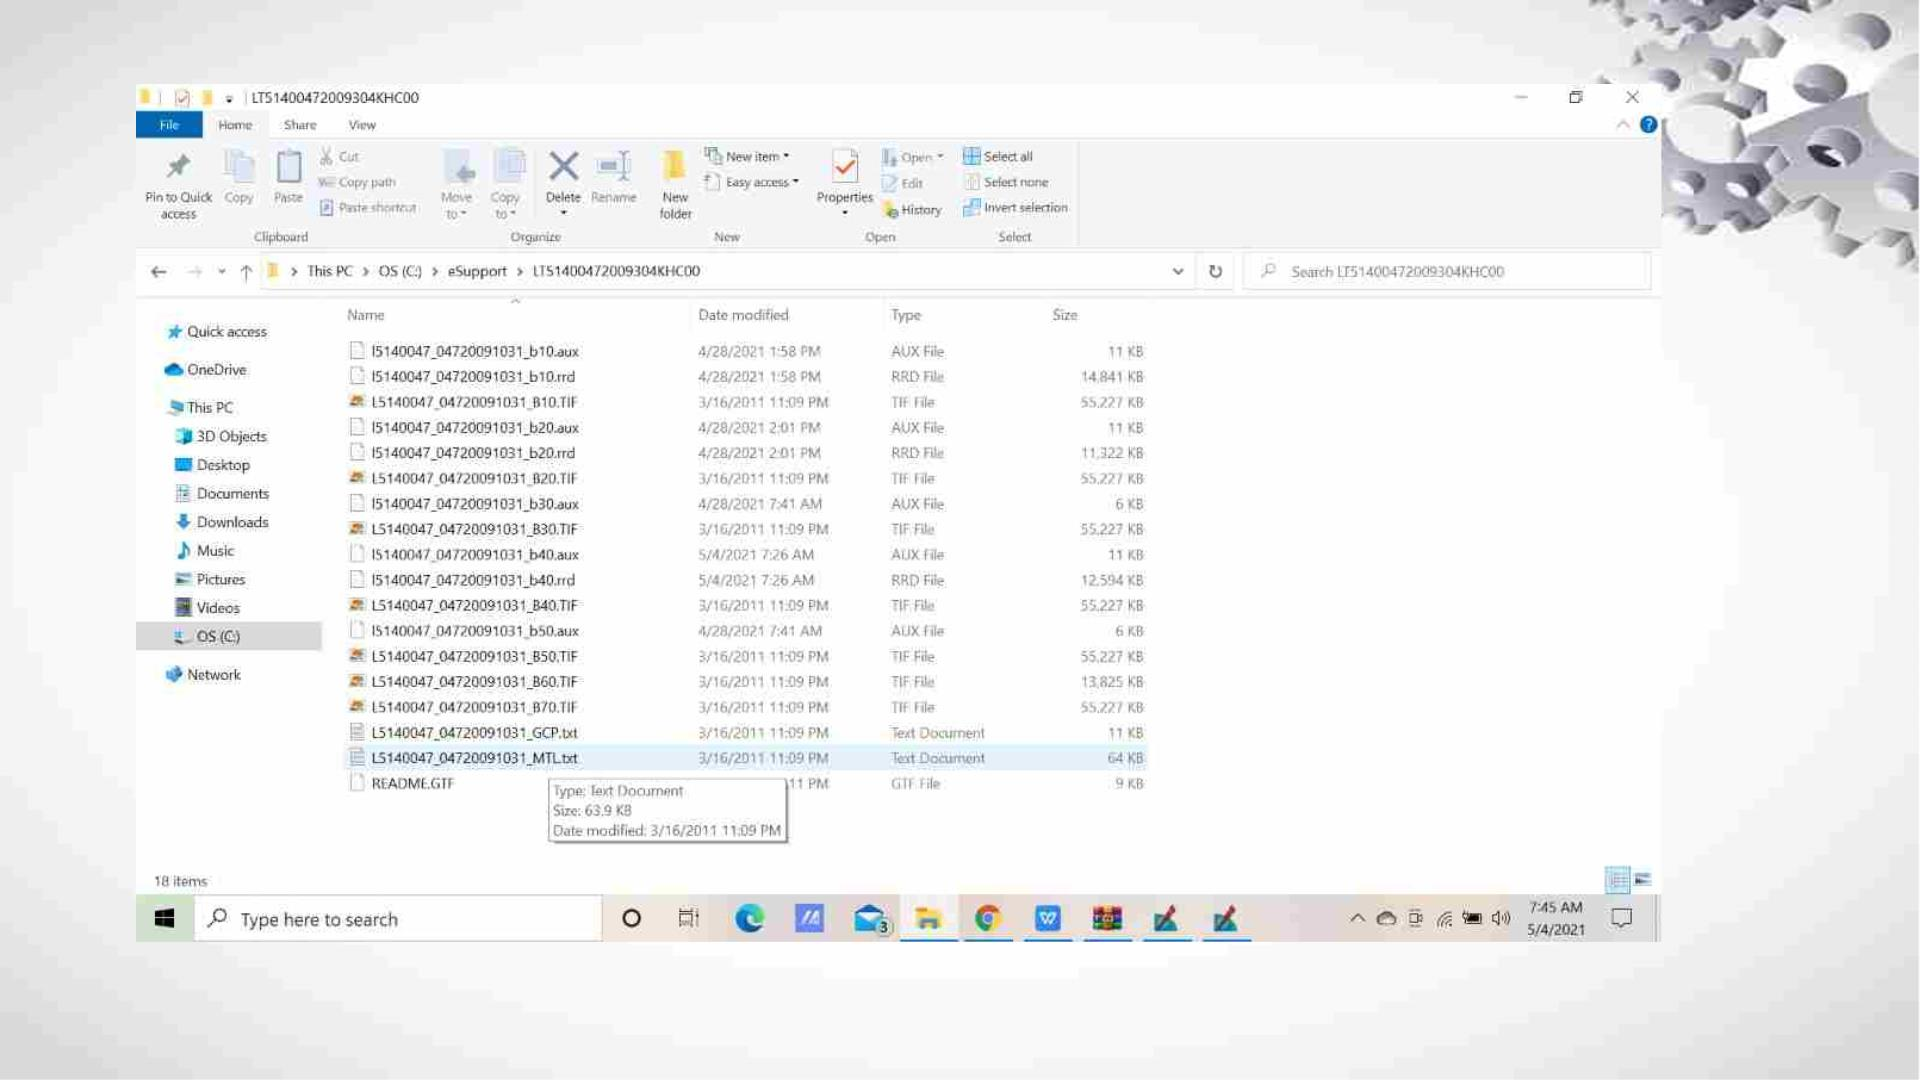 LT51400472009304KHC00
File Home Share View
Pin to Quick access
Copy
Paste
Cut
Copy path
Paste shortcut
Move to
Copy to
Delete
Rename
New folder
New item
Easy access
Properties
Open
Edit
History
Select all
Select none
Invert selection
Clipboard Organize New Open Select
This PC > OS (C:) > eSupport > LT51400472009304KHC00
Search LT51400472009304KHC00
Quick access
OneDrive
This PC
3D Objects
Desktop
Documents
Downloads
Music
Pictures
Videos
OS (C:)
Network
Name Date modified Type Size
l5140047_04720091031_b10.aux 4/28/2021 1:58 PM AUX File 11 KB
l5140047_04720091031_b10.rrd 4/28/2021 1:58 PM RRD File 14,841 KB
L5140047_04720091031_B10.TIF 3/16/2011 11:09 PM TIF File 55,227 KB
l5140047_04720091031_b20.aux 4/28/2021 2:01 PM AUX File 11 KB
l5140047_04720091031_b20.rrd 4/28/2021 2:01 PM RRD File 11,322 KB
L5140047_04720091031_B20.TIF 3/16/2011 11:09 PM TIF File 55,227 KB
l5140047_04720091031_b30.aux 4/28/2021 7:41 AM AUX File 6 KB
L5140047_04720091031_B30.TIF 3/16/2011 11:09 PM TIF File 55,227 KB
l5140047_04720091031_b40.aux 5/4/2021 7:26 AM AUX File 11 KB
l5140047_04720091031_b40.rrd 5/4/2021 7:26 AM RRD File 12,594 KB
L5140047_04720091031_B40.TIF 3/16/2011 11:09 PM TIF File 55,227 KB
l5140047_04720091031_b50.aux 4/28/2021 7:41 AM AUX File 6 KB
L5140047_04720091031_B50.TIF 3/16/2011 11:09 PM TIF File 55,227 KB
L5140047_04720091031_B60.TIF 3/16/2011 11:09 PM TIF File 13,825 KB
L5140047_04720091031_B70.TIF 3/16/2011 11:09 PM TIF File 55,227 KB
L5140047_04720091031_GCP.txt 3/16/2011 11:09 PM Text Document 11 KB
L5140047_04720091031_MTL.txt 3/16/2011 11:09 PM Text Document 64 KB
README.GTF 11 PM GTF File 9 KB
Type: Text Document
Size: 63.9 KB
Date modified: 3/16/2011 11:09 PM
18 items
Type here to search
3
7:45 AM
5/4/2021